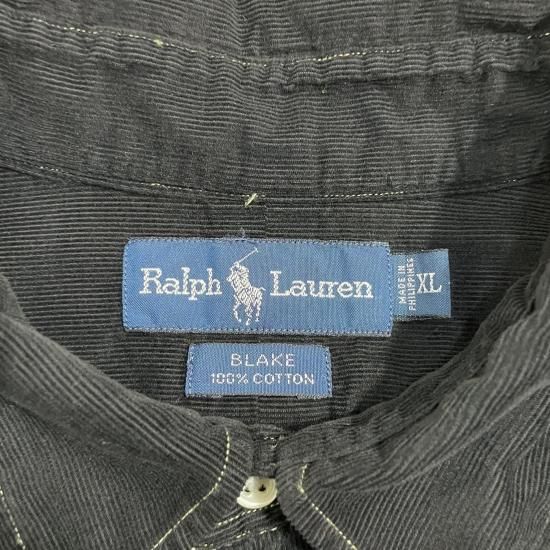 Ralph Lauren
MADE IN
PHILIPPINES
XL
BLAKE
100% COTTON